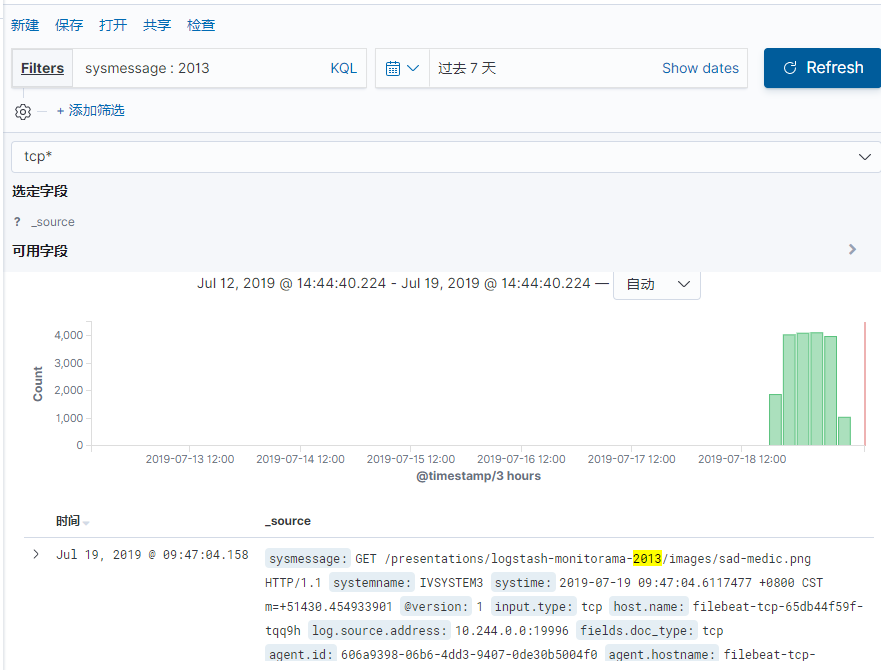 新建 保存 打开 共享 检查
Filters sysmessage : 2013 KQL 过去 7 天 Show dates Refresh
+ 添加筛选
tcp*
选定字段
? _source
可用字段
Jul 12, 2019 @ 14:44:40.224 - Jul 19, 2019 @ 14:44:40.224 — 自动
4,000
3,000
2,000
1,000
0
Count
2019-07-13 12:00 2019-07-14 12:00 2019-07-15 12:00 2019-07-16 12:00 2019-07-17 12:00 2019-07-18 12:00
@timestamp/3 hours
时间 _source
Jul 19, 2019 @ 09:47:04.158 sysmessage: GET /presentations/logstash-monitorama-2013/images/sad-medic.png
HTTP/1.1 systemname: IVSYSTEM3 systime: 2019-07-19 09:47:04.6117477 +0800 CST
m=+51430.454933901 @version: 1 input.type: tcp host.name: filebeat-tcp-65db44f59f-
tqq9h log.source.address: 10.244.0.0:19996 fields.doc_type: tcp
agent.id: 606a9398-06b6-4dd3-9407-0de30b5004f0 agent.hostname: filebeat-tcp-